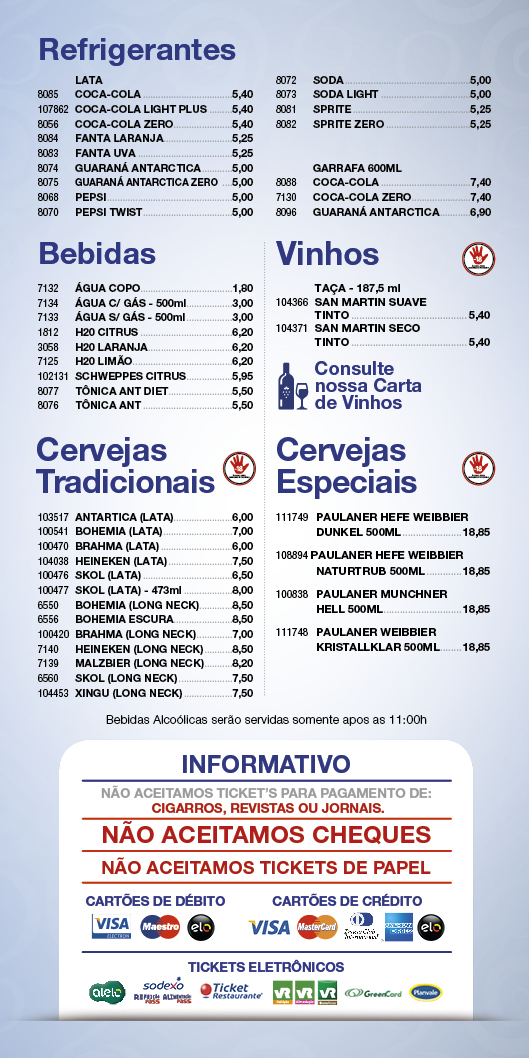 Refrigerantes
LATA
8085 COCA-COLA 5,40
107862 COCA-COLA LIGHT PLUS 5,40
8056 COCA-COLA ZERO 5,40
8084 FANTA LARANJA 5,25
8083 FANTA UVA 5,25
8074 GUARANÁ ANTARCTICA 5,00
8075 GUARANÁ ANTARCTICA ZERO 5,00
8068 PEPSI 5,00
8070 PEPSI TWIST 5,00
8072 SODA 5,00
8073 SODA LIGHT 5,00
8081 SPRITE 5,25
8082 SPRITE ZERO 5,25
GARRAFA 600ML
8088 COCA-COLA 7,40
7130 COCA-COLA ZERO 7,40
8096 GUARANÁ ANTARCTICA 6,90
Bebidas
7132 ÁGUA COPO 1,80
7134 ÁGUA C/ GÁS - 500ml 3,00
7133 ÁGUA S/ GÁS - 500ml 3,00
1812 H20 CITRUS 6,20
3058 H20 LARANJA 6,20
7125 H20 LIMÃO 6,20
102131 SCHWEPPES CITRUS 5,95
8077 TÔNICA ANT DIET 5,50
8076 TÔNICA ANT 5,50
Vinhos
18
TAÇA - 187,5 ml
104366 SAN MARTIN SUAVE
TINTO 5,40
104371 SAN MARTIN SECO
TINTO 5,40
Consulte
nossa Carta
de Vinhos
Cervejas
Tradicionais
18
103517 ANTARTICA (LATA) 6,00
100541 BOHEMIA (LATA) 7,00
100470 BRAHMA (LATA) 6,00
104038 HEINEKEN (LATA) 7,50
100476 SKOL (LATA) 6,50
100477 SKOL (LATA) - 473ml 8,00
6550 BOHEMIA (LONG NECK) 8,50
6556 BOHEMIA ESCURA 8,50
100420 BRAHMA (LONG NECK) 7,00
7140 HEINEKEN (LONG NECK) 8,50
7139 MALZBIER (LONG NECK) 8,20
6560 SKOL (LONG NECK) 7,50
104453 XINGU (LONG NECK) 7,50
Cervejas
Especiais
18
111749 PAULANER HEFE WEIBBIER
DUNKEL 500ML 18,85
108894 PAULANER HEFE WEIBBIER
NATURTRUB 500ML 18,85
100838 PAULANER MUNCHNER
HELL 500ML 18,85
111748 PAULANER WEIBBIER
KRISTALLKLAR 500ML 18,85
Bebidas Alcoólicas serão servidas somente apos as 11:00h
INFORMATIVO
NÃO ACEITAMOS TICKET'S PARA PAGAMENTO DE:
CIGARROS, REVISTAS OU JORNAIS.
NÃO ACEITAMOS CHEQUES
NÃO ACEITAMOS TICKETS DE PAPEL
CARTÕES DE DÉBITO
VISA
ELECTRON
Maestro
elo
CARTÕES DE CRÉDITO
VISA
MasterCard
Diners Club
International
elo
TICKETS ELETRÔNICOS
alelo
sodexo
REFEIÇÃO PASS
ALIMENTAÇÃO PASS
Ticket
Restaurante
VR
VR
VR
GreenCard
Planvale